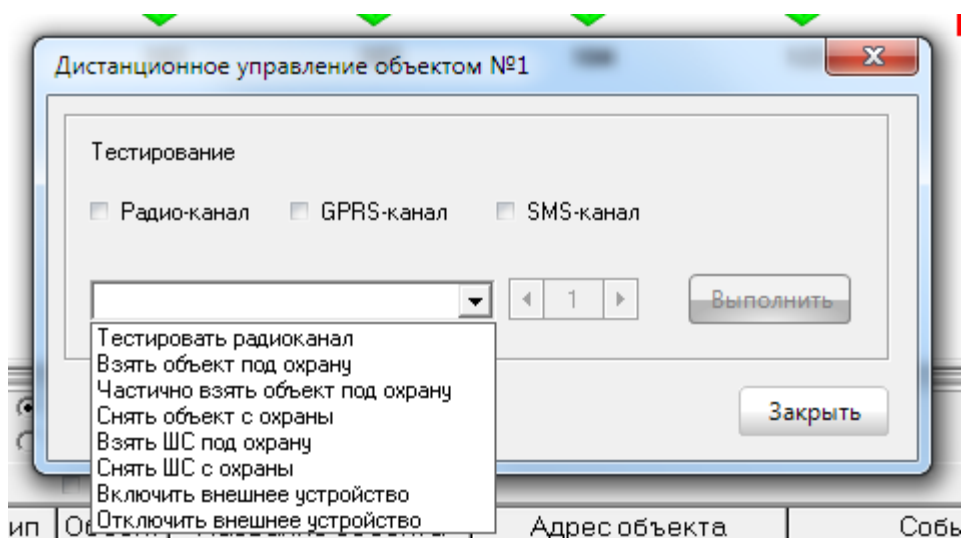 Дистанционное управление объектом №1
Тестирование
Радио-канал GPRS-канал SMS-канал
1 Выполнить
Тестировать радиоканал
Взять объект под охрану
Частично взять объект под охрану
Снять объект с охраны
Закрыть
Взять ШС под охрану
Снять ШС с охраны
Включить внешнее устройство
Отключить внешнее устройство
ип Адрес объекта Собы